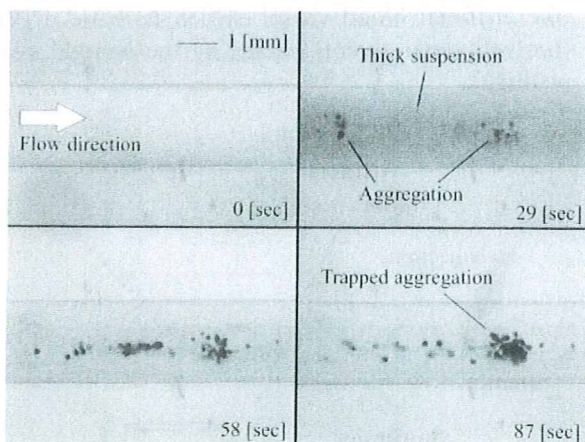 1 [mm]
Flow direction
0 [sec]
Thick suspension
Aggregation
29 [sec]
58 [sec]
Trapped aggregation
87 [sec]